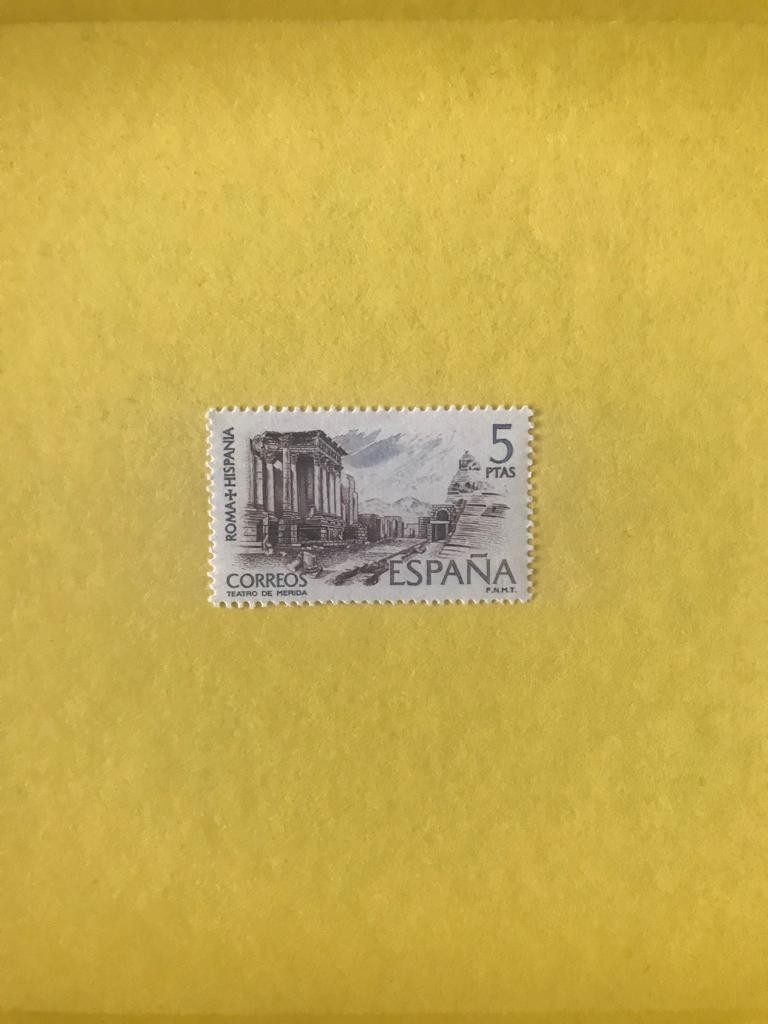 ROMA+HISPANIA
5
PTAS
CORREOS
TEATRO DE MERIDA
ESPAÑA
F.N.M.T.